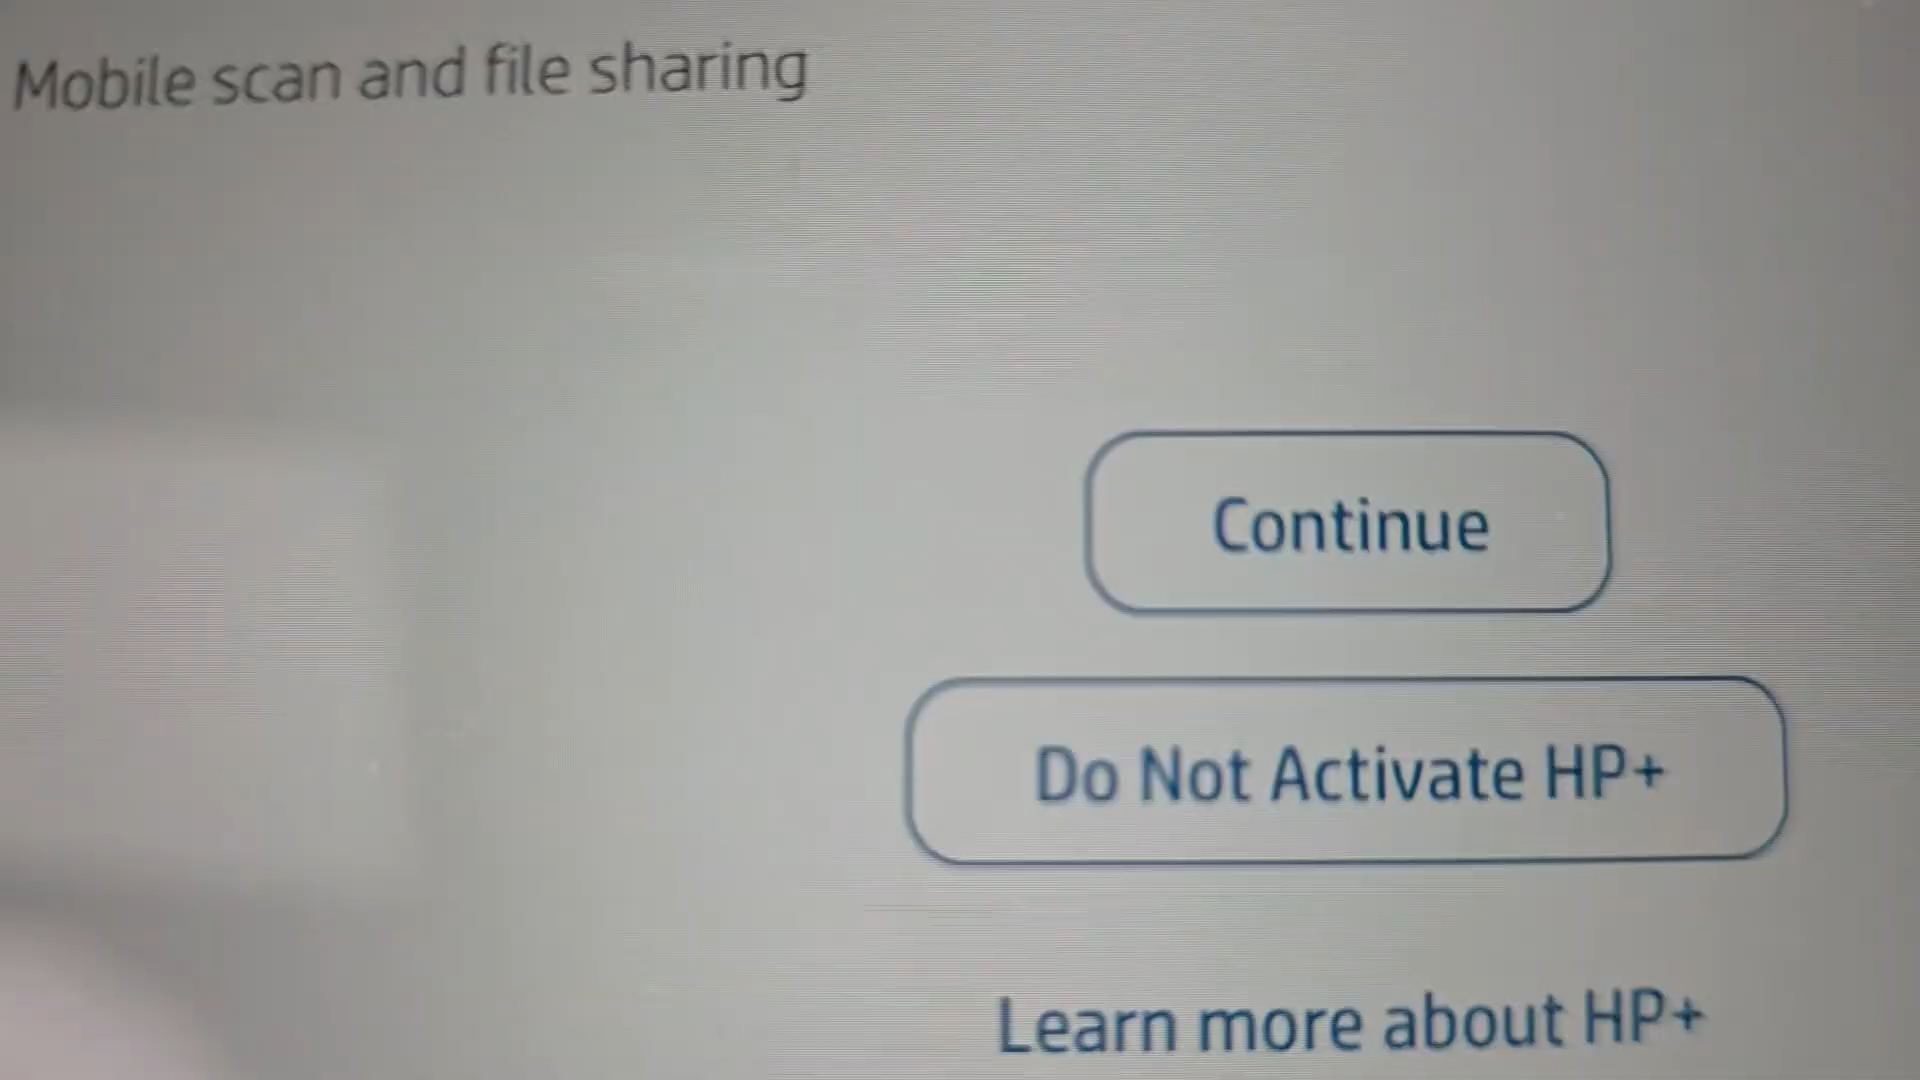 Mobile scan and file sharing
Continue
Do Not Activate HP+
Learn more about HP+